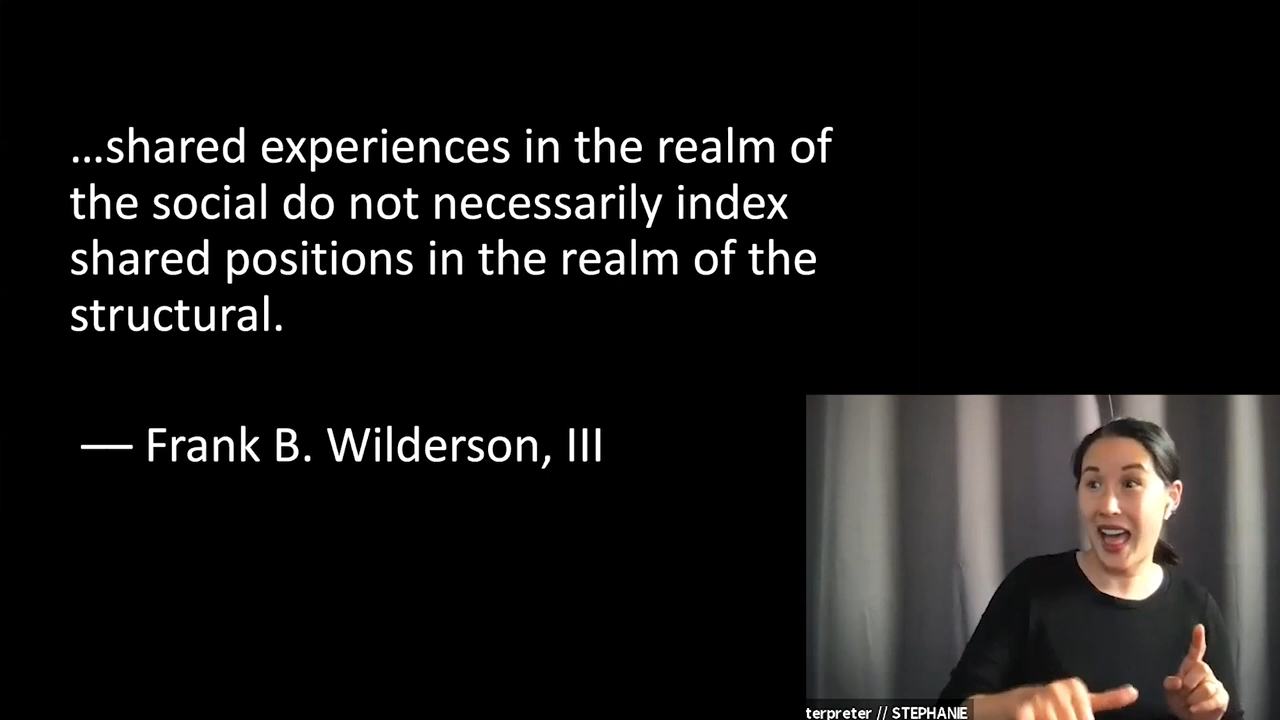 ...shared experiences in the realm of
the social do not necessarily index
shared positions in the realm of the
structural.
— Frank B. Wilderson, III
terpreter // STEPHANIE